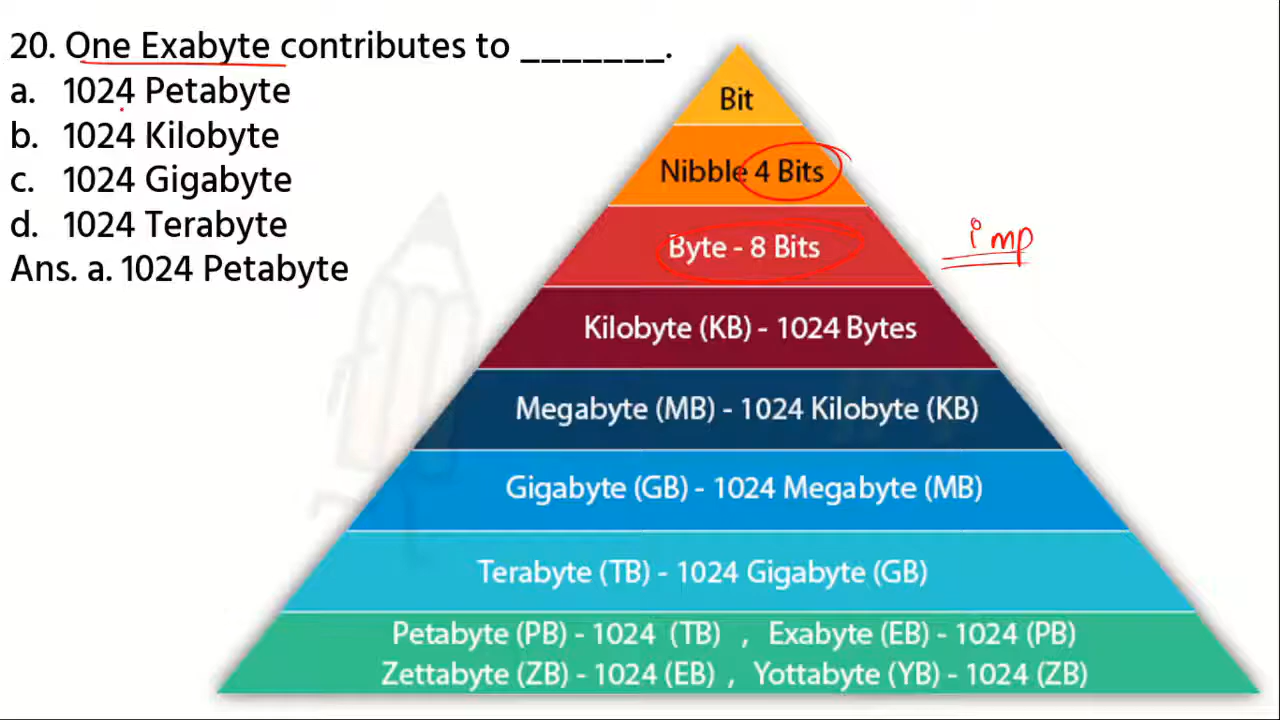 20. One Exabyte contributes to _______.
a. 1024 Petabyte
b. 1024 Kilobyte
c. 1024 Gigabyte
d. 1024 Terabyte
Ans. a. 1024 Petabyte
Bit
Nibble 4 Bits
Byte - 8 Bits
imp
Kilobyte (KB) - 1024 Bytes
Megabyte (MB) - 1024 Kilobyte (KB)
Gigabyte (GB) - 1024 Megabyte (MB)
Terabyte (TB) - 1024 Gigabyte (GB)
Petabyte (PB) - 1024 (TB) , Exabyte (EB) - 1024 (PB)
Zettabyte (ZB) - 1024 (EB) , Yottabyte (YB) - 1024 (ZB)